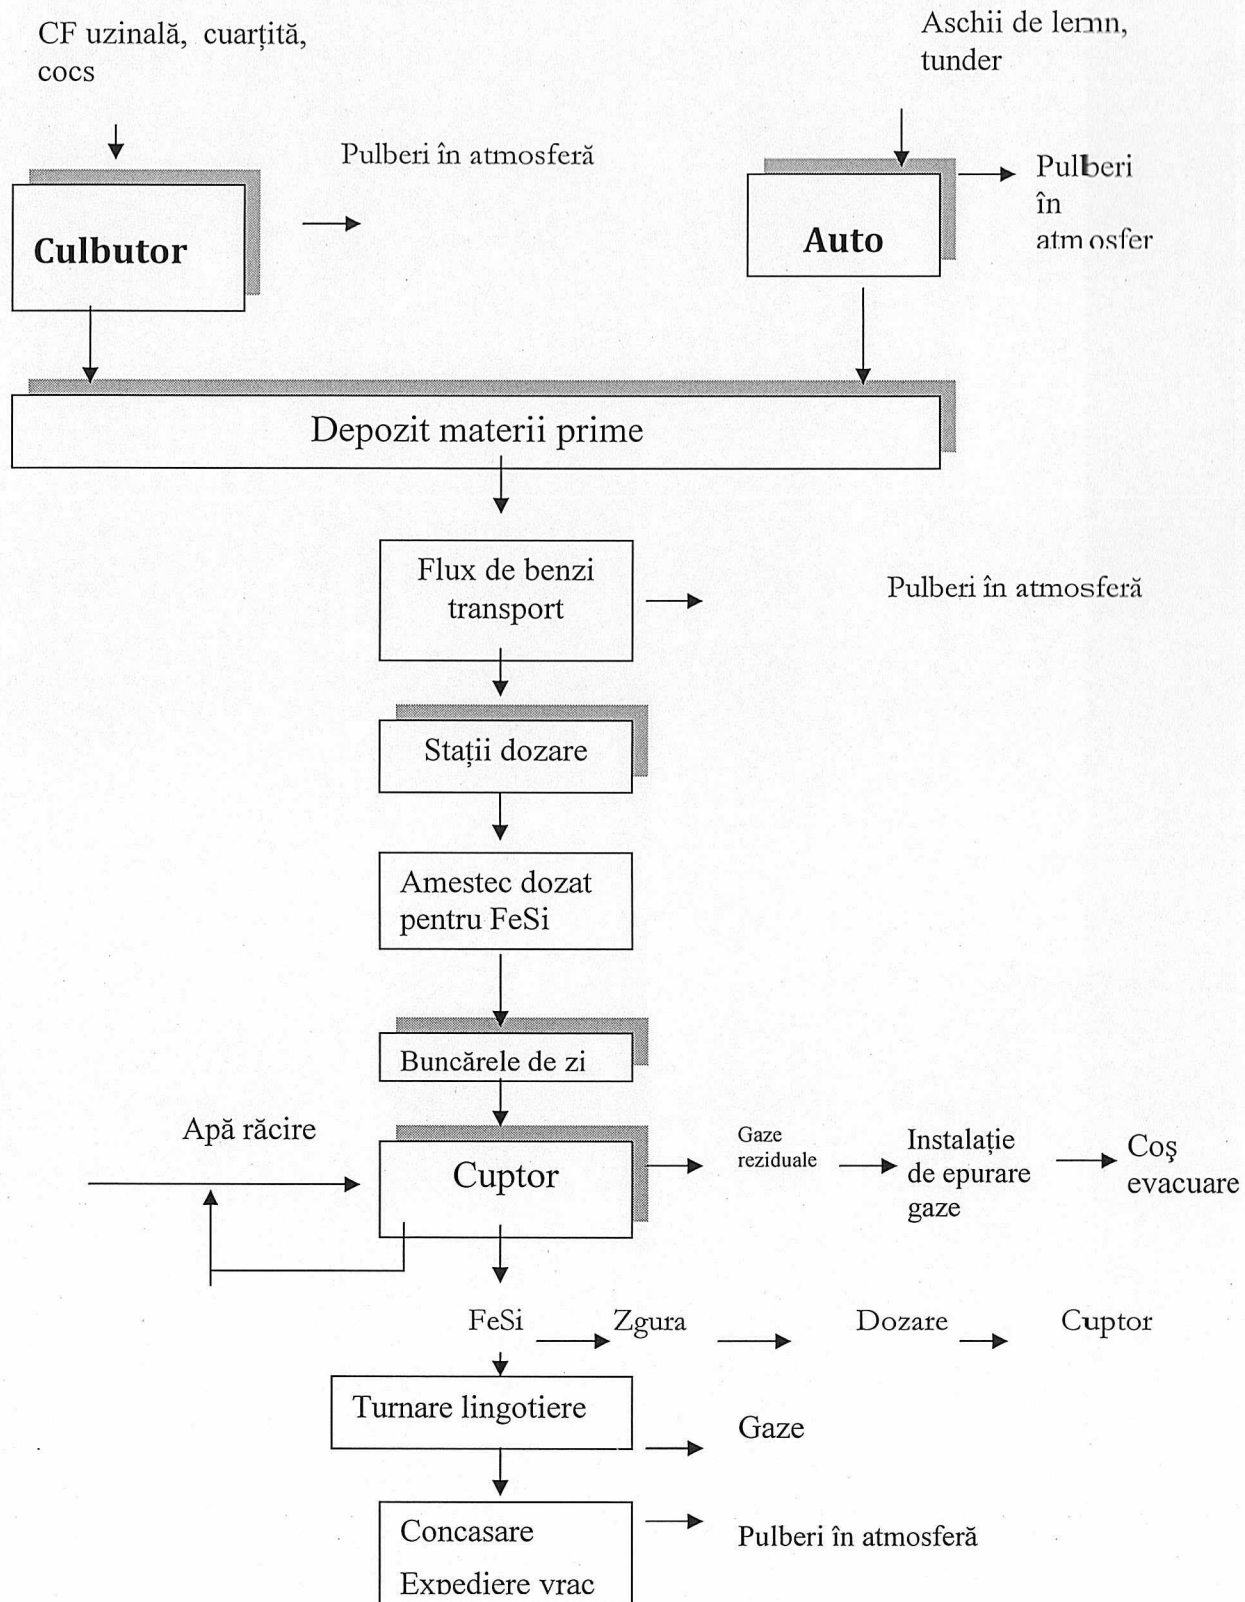 CF uzinală, cuarțită,
cocs
Aschii de lemn,
tunder
Pulberi în atmosferă
Pulberi
în
atmosfer
Culbutor
Auto
Depozit materii prime
Flux de benzi
transport
Pulberi în atmosferă
Stații dozare
Amestec dozat
pentru FeSi
Buncărele de zi
Apă răcire
Cuptor
Gaze
reziduale
Instalație
de epurare
gaze
Coş
evacuare
FeSi
Zgura
Dozare
Cuptor
Turnare lingotiere
Gaze
Concasare
Pulberi în atmosferă
Expediere vrac